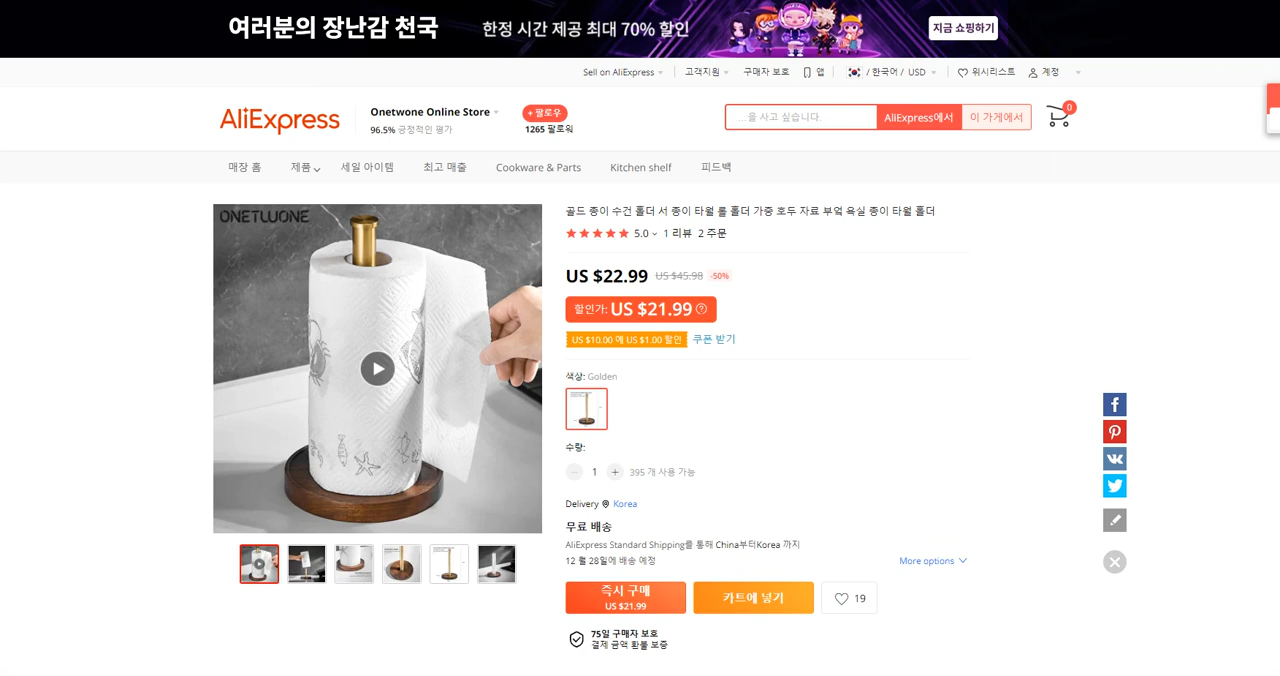 여러분의 장난감 천국
한정 시간 제공 최대 70% 할인
지금 쇼핑하기
Sell on AliExpress
고객지원
구매자 보호
앱
/ 한국어 / USD
위시리스트
계정
AliExpress
Onetwone Online Store
96.5% 긍정적인 평가
+ 팔로우
1265 팔로워
...을 사고 싶습니다.
AliExpress에서
이 가게에서
0
매장 홈
제품
세일 아이템
최고 매출
Cookware & Parts
Kitchen shelf
피드백
ONETWONE
골드 종이 수건 홀더 서 종이 타월 롤 홀더 가중 호두 자료 부엌 욕실 종이 타월 홀더
5.0 1 리뷰 2 주문
US $22.99 US $45.98 -50%
할인가: US $21.99
US $10.00 에 US $1.00 할인 쿠폰 받기
색상: Golden
수량:
1
395 개 사용 가능
Delivery Korea
무료 배송
AliExpress Standard Shipping를 통해 China부터Korea 까지
12 월 28일에 배송 예정
More options
즉시 구매
US $21.99
카트에 넣기
19
75일 구매자 보호
결제 금액 환불 보증